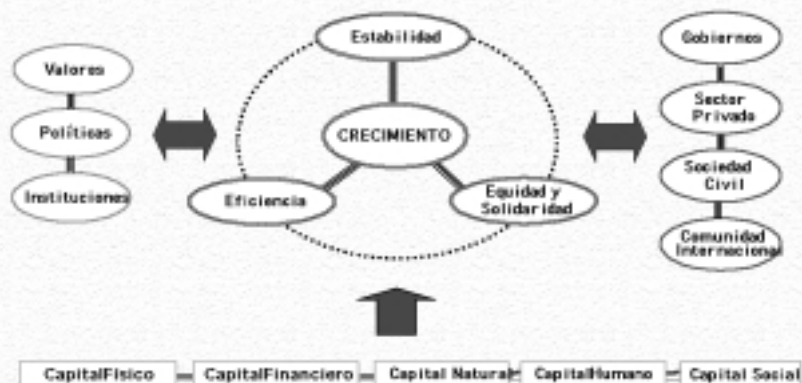 Valores
Políticas
Instituciones
Estabilidad
CRECIMIENTO
Eficiencia
Equidad y
Solidaridad
Gobiernos
Sector
Privado
Sociedad
Civil
Comunidad
Internacional
CapitalFísico
CapitalFinanciero
Capital Natural
CapitalHumano
Capital Social